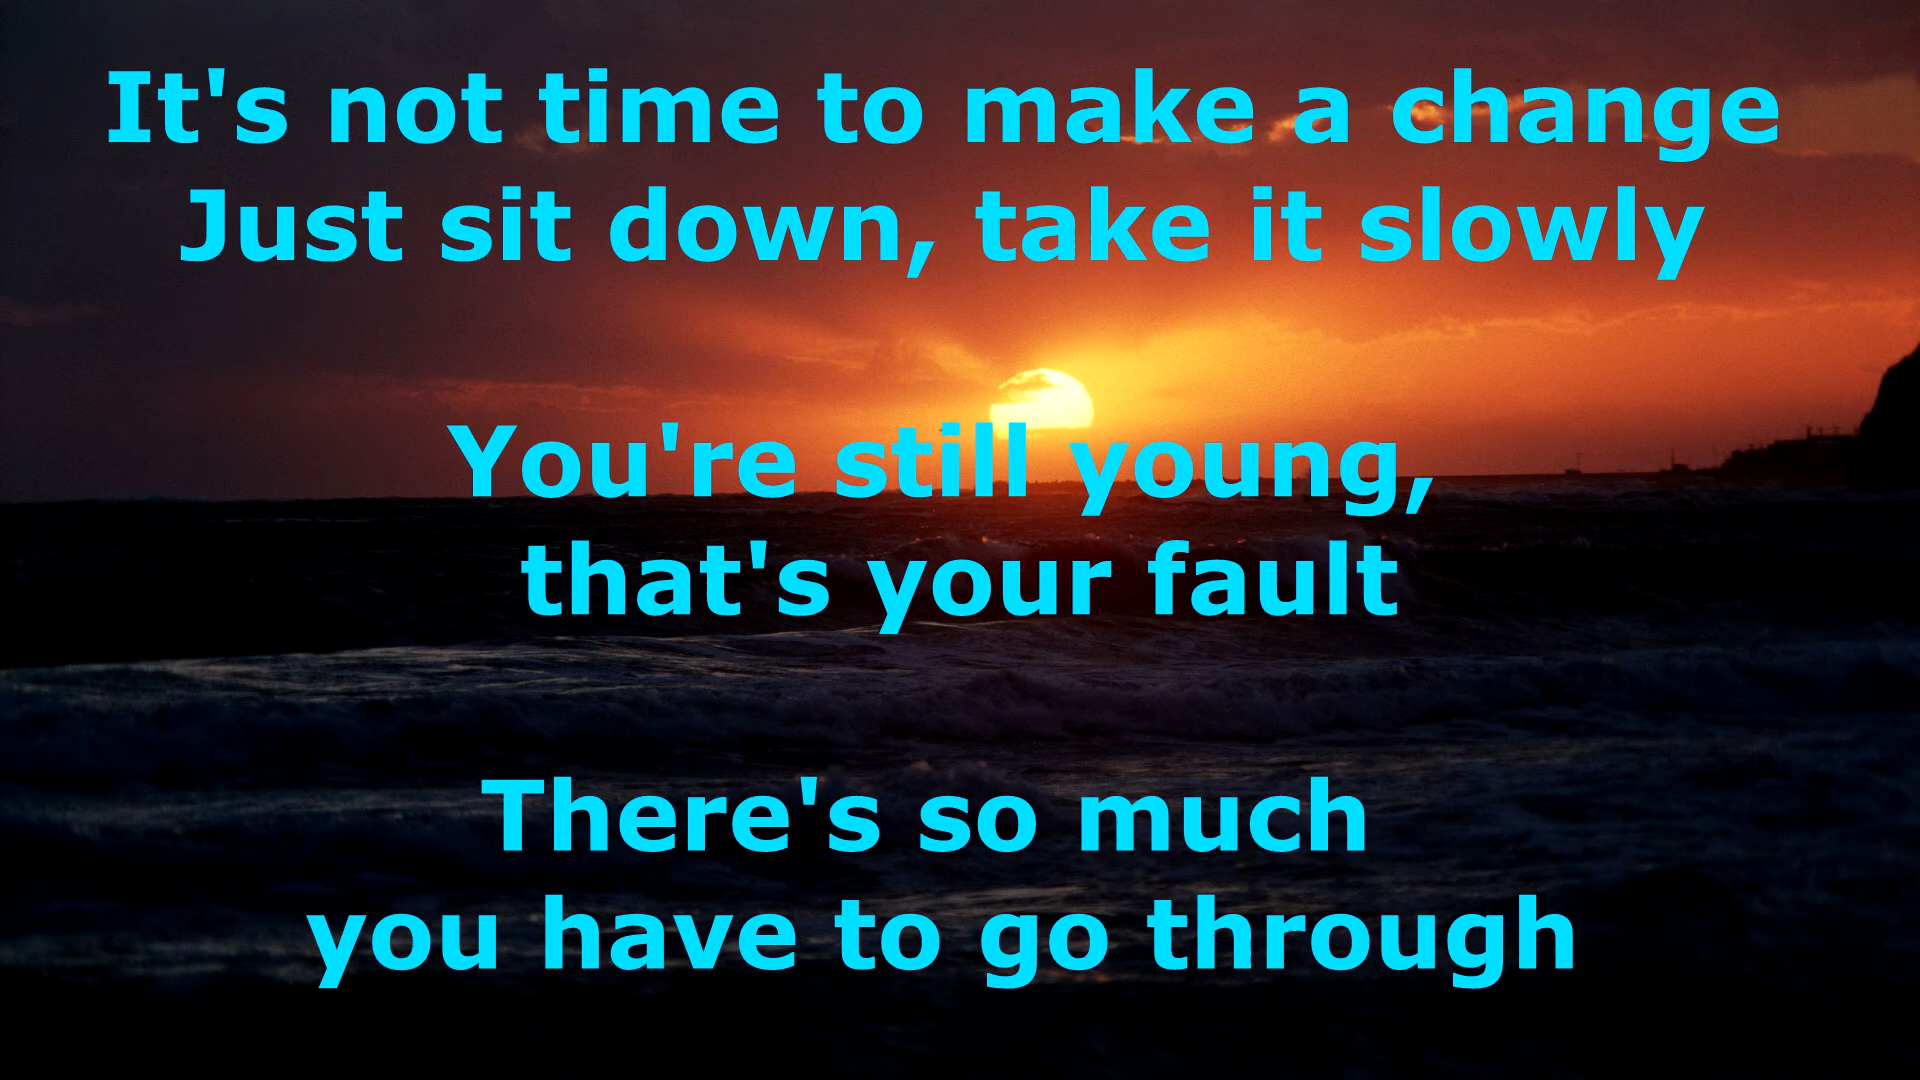 It's not time to make a change
Just sit down, take it slowly
You're still young,
that's your fault
There's so much
you have to go through